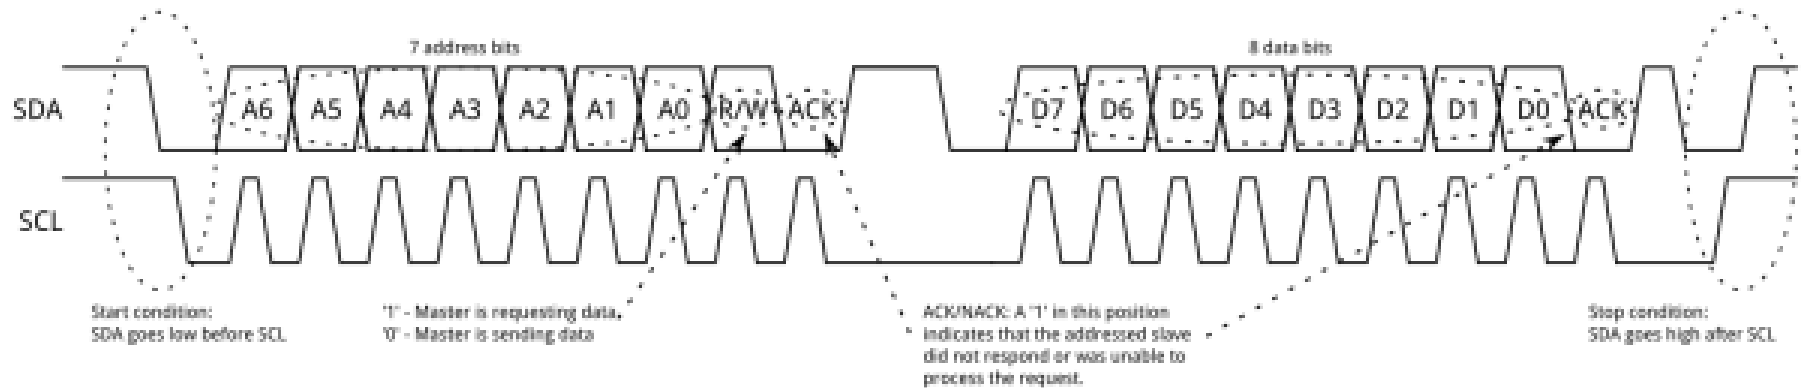 7 address bits
8 data bits
SDA
A6 A5 A4 A3 A2 A1 A0 R/W ACK
D7 D6 D5 D4 D3 D2 D1 D0 ACK
SCL
Start condition:
SDA goes low before SCL
'1' - Master is requesting data,
'0' - Master is sending data
ACK/NACK: A '1' in this position
indicates that the addressed slave
did not respond or was unable to
process the request.
Stop condition:
SDA goes high after SCL